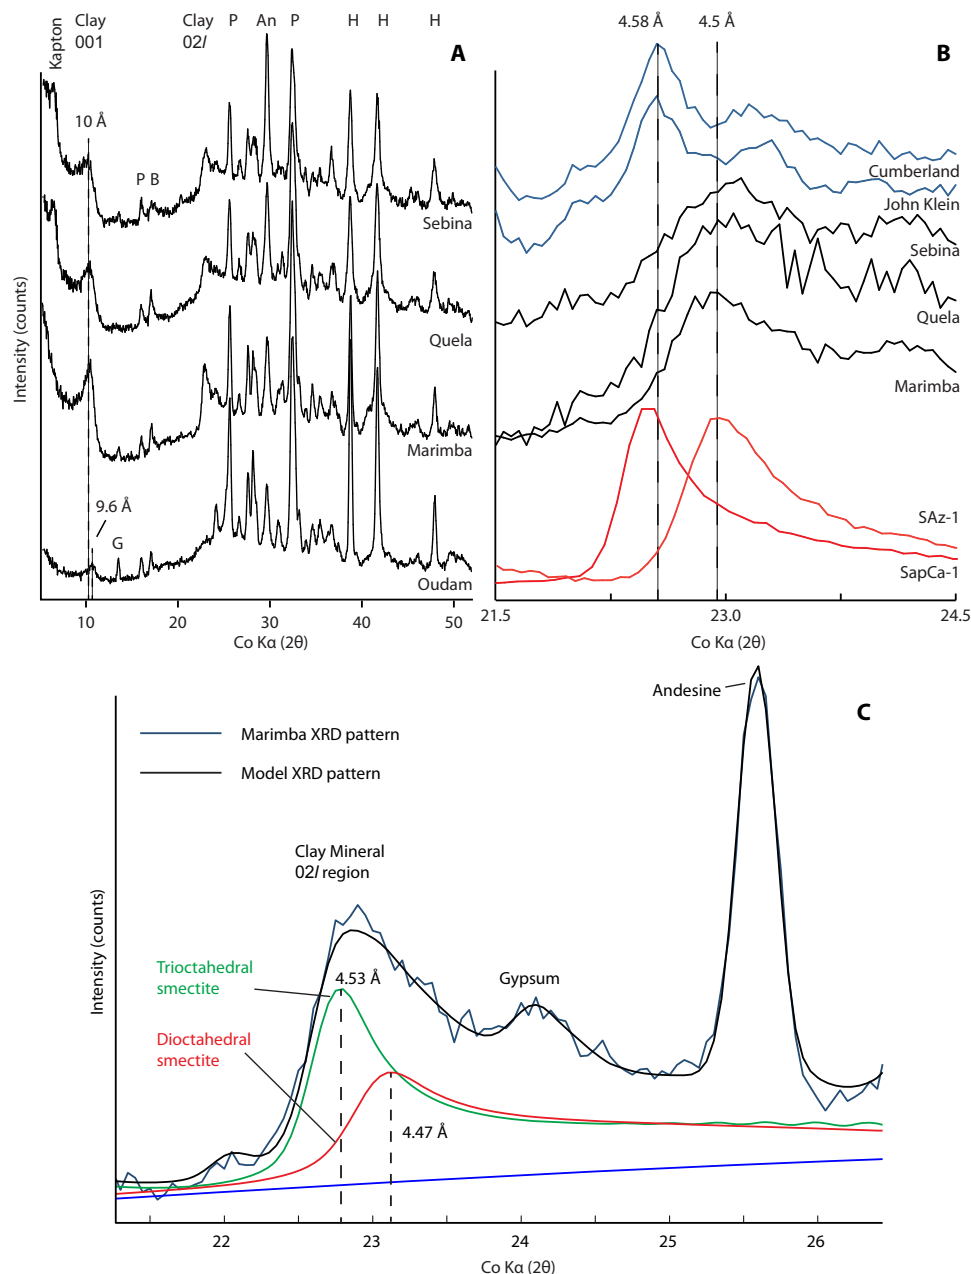 Kapton
Clay
001
Clay
02l
P
An
P
H
H
H
A
10 Å
P B
Sebina
Quela
Marimba
9.6 Å
G
Oudam
Intensity (counts)
10
20
30
40
50
Co Kα (2θ)
4.58 Å
4.5 Å
B
Cumberland
John Klein
Sebina
Quela
Marimba
SAz-1
SapCa-1
21.5
23.0
24.5
Co Kα (2θ)
C
Marimba XRD pattern
Model XRD pattern
Andesine
Clay Mineral
02l region
Trioctahedral
smectite
4.53 Å
Gypsum
Dioctahedral
smectite
4.47 Å
Intensity (counts)
22
23
24
25
26
Co Kα (2θ)